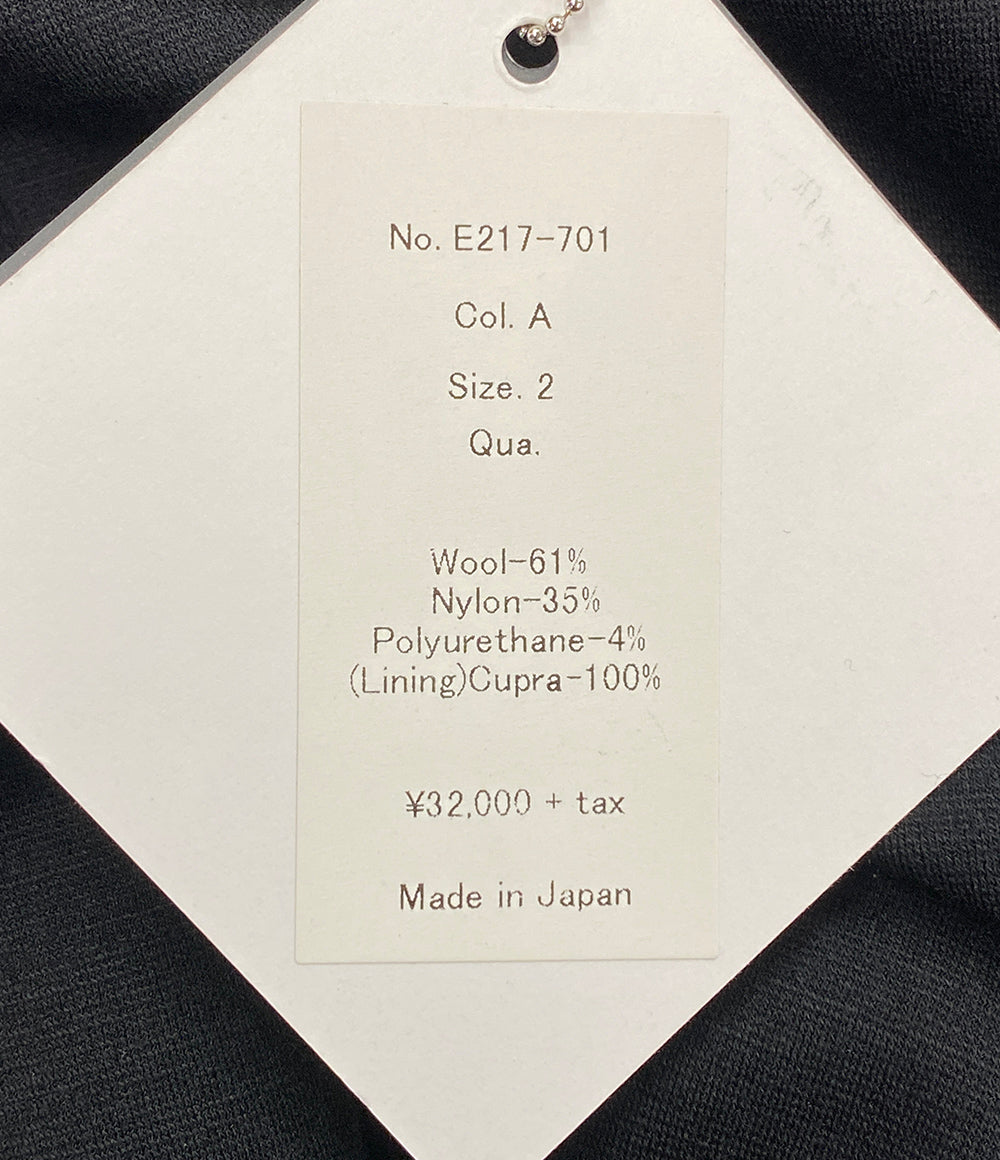 No. E217-701
Col. A
Size. 2
Qua.
Wool-61%
Nylon-35%
Polyurethane-4%
(Lining)Cupra-100%
¥32,000 + tax
Made in Japan